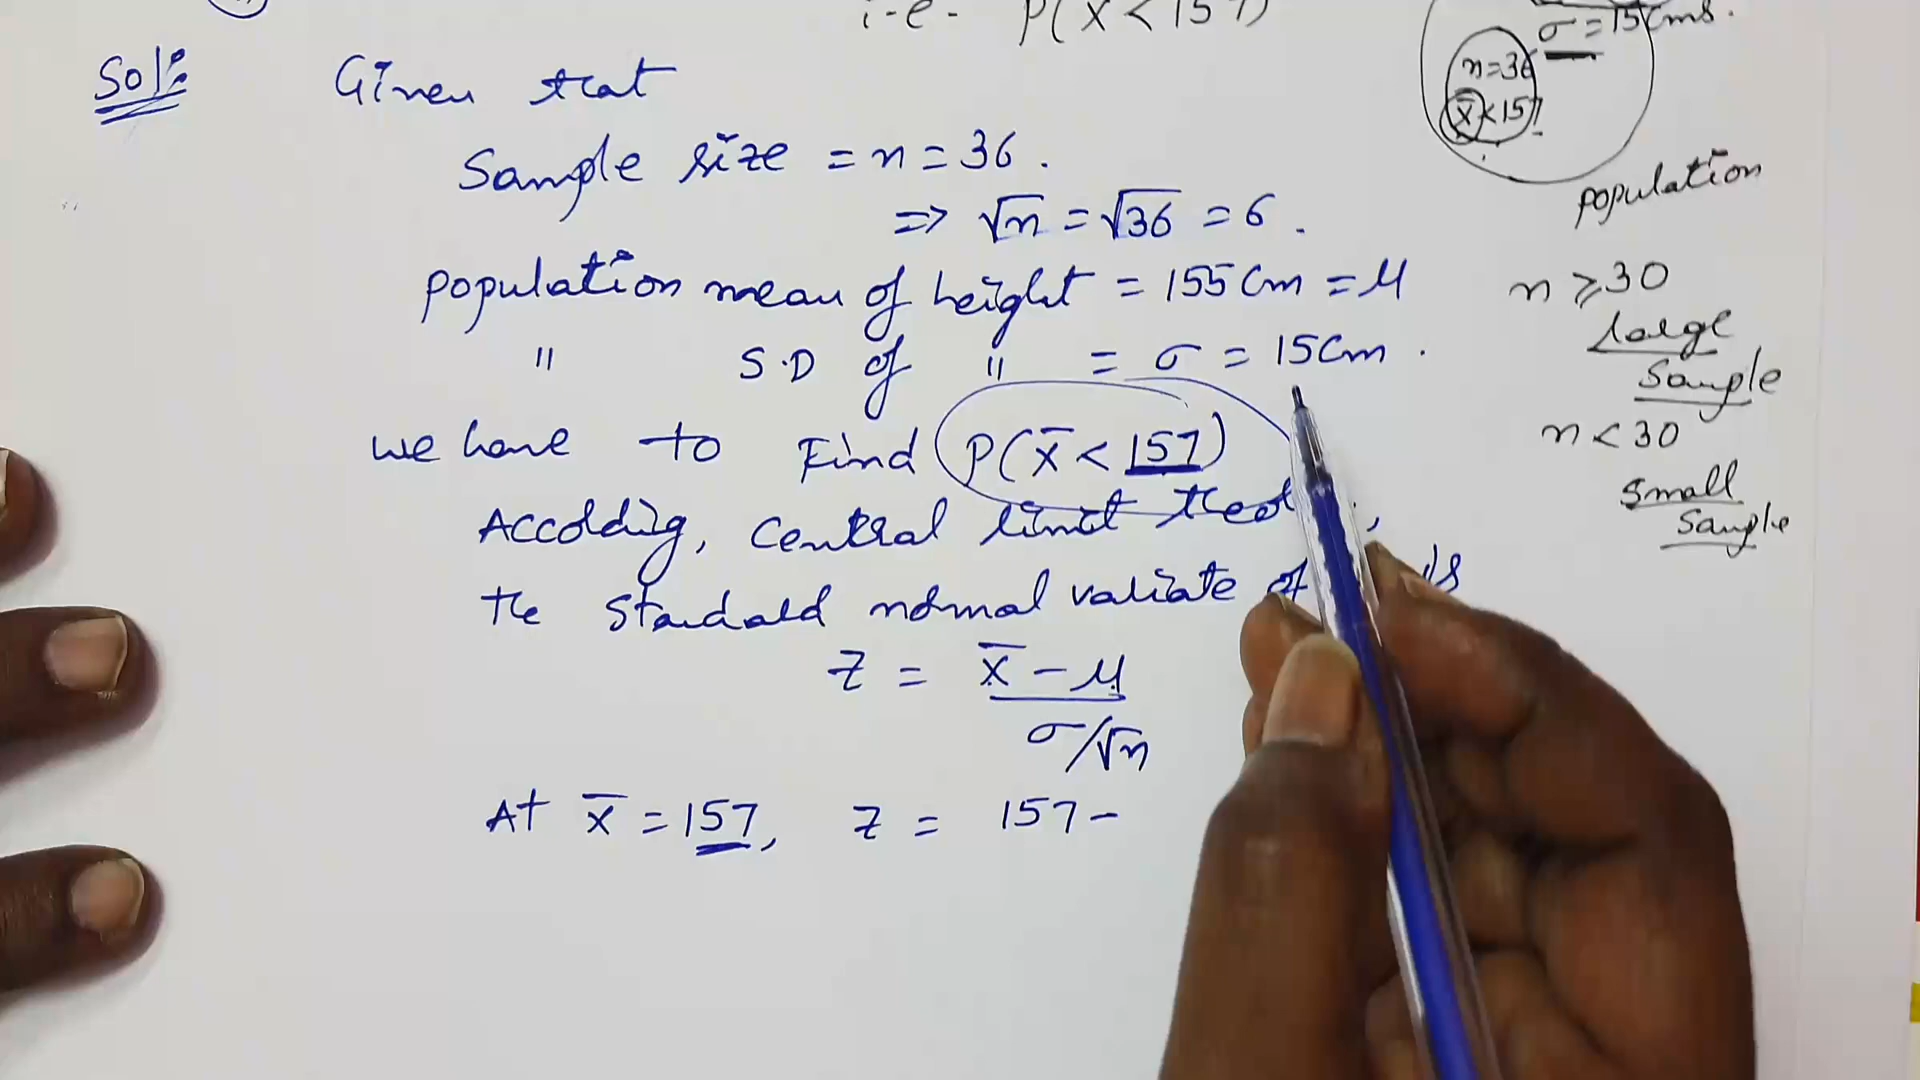 i-e- P(x̄ < 157)
Sol:
Given that
Sample size = n = 36.
=> √n = √36 = 6.
population mean of height = 155 cm = μ
" S.D of " = σ = 15 cm.
We have to Find P(x̄ < 157)
According, Central limit
the standard normal variate of is
z = x̄ - μ
σ/√n
At x̄ = 157, z = 157 -
σ = 15 cms.
n = 36
x̄ < 157
population
n ≥ 30
large
sample
n < 30
small
sample